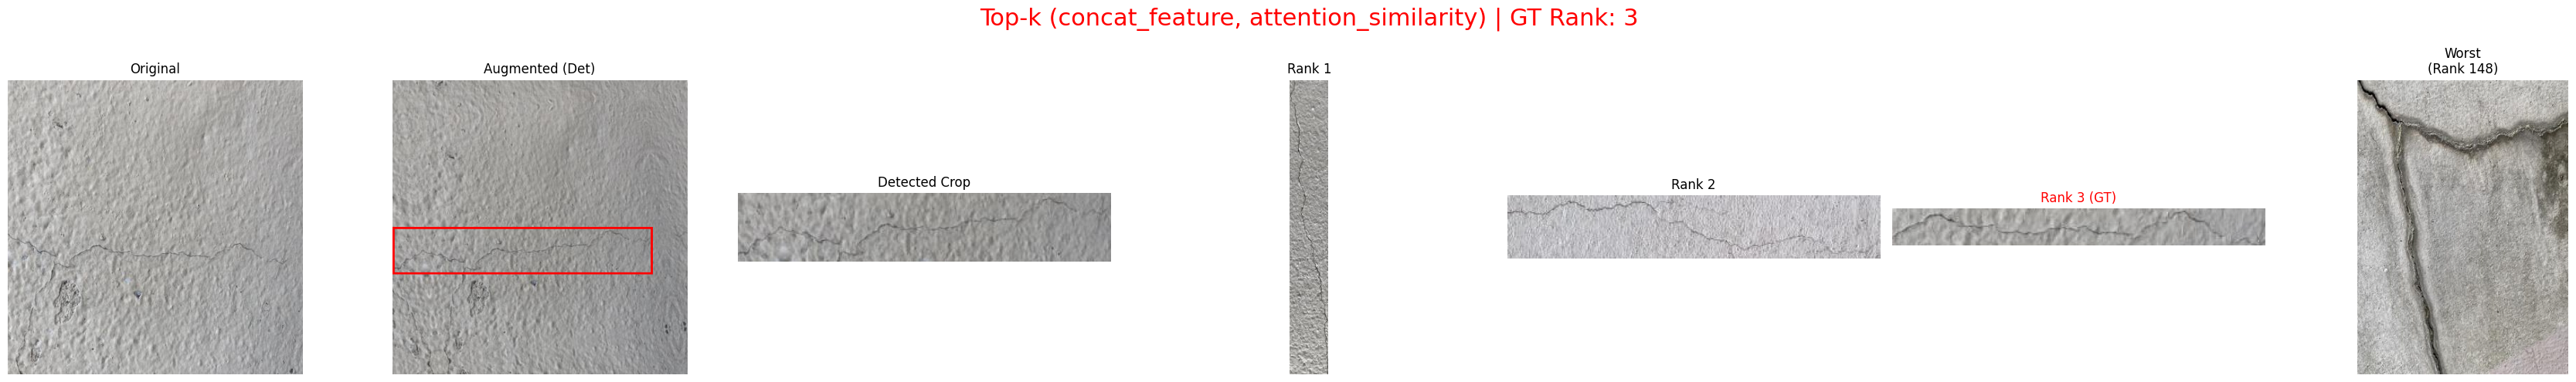 Top-k (concat_feature, attention_similarity) | GT Rank: 3
Original
Augmented (Det)
Detected Crop
Rank 1
Rank 2
Rank 3 (GT)
Worst
(Rank 148)